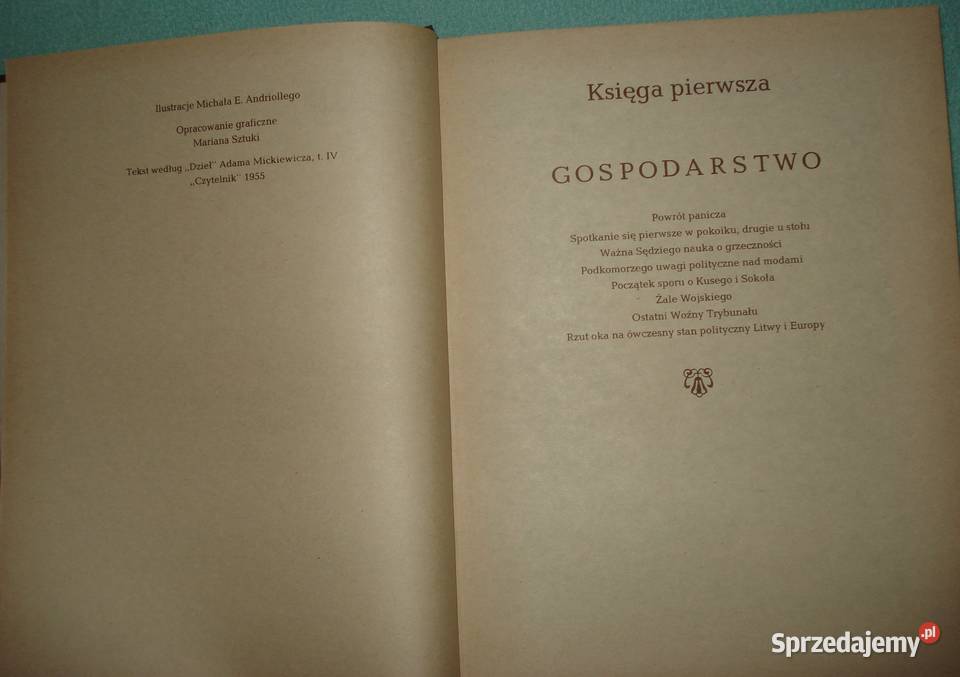 Ilustracje Michała E. Andriollego
Opracowanie graficzne
Mariana Sztuki
Tekst według „Dzieł" Adama Mickiewicza, t. IV
„Czytelnik" 1955
Księga pierwsza
GOSPODARSTWO
Powrót panicza
Spotkanie się pierwsze w pokoiku, drugie u stołu
Ważna Sędziego nauka o grzeczności
Podkomorzego uwagi polityczne nad modami
Początek sporu o Kusego i Sokoła
Żale Wojskiego
Ostatni Woźny Trybunału
Rzut oka na ówczesny stan polityczny Litwy i Europy
Sprzedajemy.pl